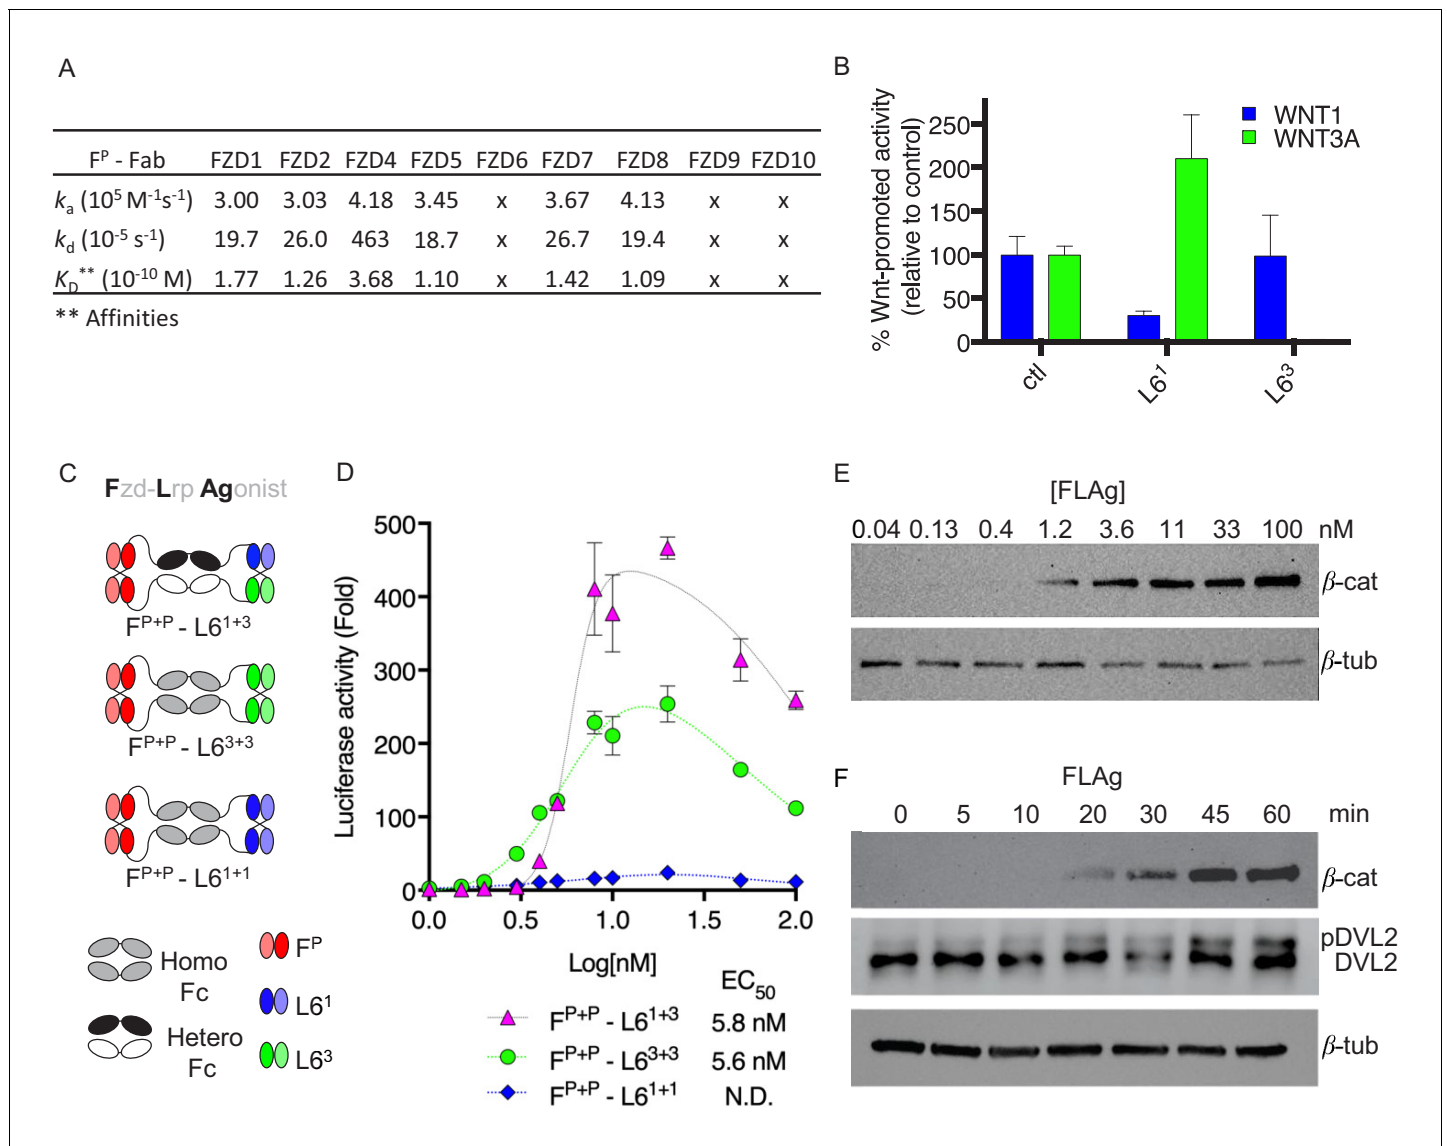 A
F^P - Fab FZD1 FZD2 FZD4 FZD5 FZD6 FZD7 FZD8 FZD9 FZD10
k_a (10^5 M^-1 s^-1) 3.00 3.03 4.18 3.45 x 3.67 4.13 x x
k_d (10^-5 s^-1) 19.7 26.0 463 18.7 x 26.7 19.4 x x
K_D^** (10^-10 M) 1.77 1.26 3.68 1.10 x 1.42 1.09 x x
** Affinities
B
% Wnt-promoted activity
(relative to control)
250
200
150
100
50
0
WNT1
WNT3A
ctl
L6^1
L6^3
C
Fzd-Lrp Agonist
F^P+P - L6^1+3
F^P+P - L6^3+3
F^P+P - L6^1+1
Homo
Fc
Hetero
Fc
F^P
L6^1
L6^3
D
Luciferase activity (Fold)
500
400
300
200
100
0
0.0 0.5 1.0 1.5 2.0
Log[nM]
EC_50
F^P+P - L6^1+3 5.8 nM
F^P+P - L6^3+3 5.6 nM
F^P+P - L6^1+1 N.D.
E
[FLAg]
0.04 0.13 0.4 1.2 3.6 11 33 100 nM
β-cat
β-tub
F
FLAg
0 5 10 20 30 45 60 min
β-cat
pDVL2
DVL2
β-tub